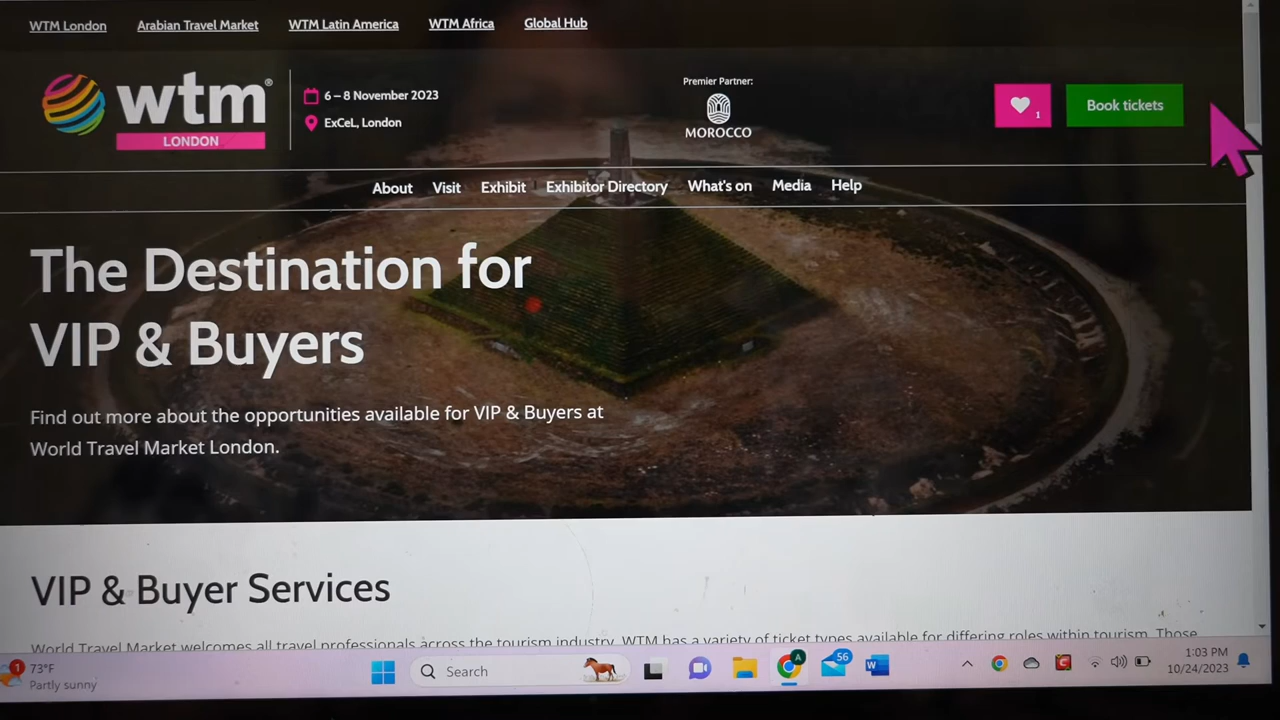 WTM London Arabian Travel Market WTM Latin America WTM Africa Global Hub
wtm®
LONDON
6 – 8 November 2023
ExCeL, London
Premier Partner:
MOROCCO
1
Book tickets
About Visit Exhibit Exhibitor Directory What's on Media Help
The Destination for
VIP & Buyers
Find out more about the opportunities available for VIP & Buyers at
World Travel Market London.
VIP & Buyer Services
World Travel Market welcomes all travel professionals across the tourism industry. WTM has a variety of ticket types available for differing roles within tourism. Those
1
73°F
Partly sunny
Search
A
56
W
C
1:03 PM
10/24/2023